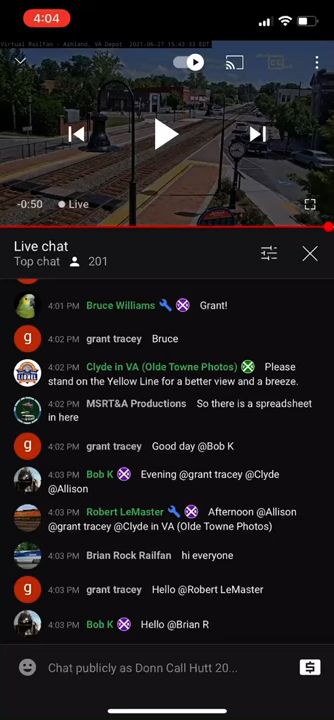 4:04
Virtual Railfan - Ashland, VA Depot 2021-06-27 15:43:31 EDT
-0:50 Live
Live chat
Top chat 201
4:01 PM Bruce Williams Grant!
g 4:02 PM grant tracey Bruce
4:02 PM Clyde in VA (Olde Towne Photos) Please
stand on the Yellow Line for a better view and a breeze.
4:02 PM MSRT&A Productions So there is a spreadsheet
in here
g 4:02 PM grant tracey Good day @Bob K
4:03 PM Bob K Evening @grant tracey @Clyde
@Allison
4:03 PM Robert LeMaster Afternoon @Allison
@grant tracey @Clyde in VA (Olde Towne Photos)
4:03 PM Brian Rock Railfan hi everyone
g 4:03 PM grant tracey Hello @Robert LeMaster
4:03 PM Bob K Hello @Brian R
Chat publicly as Donn Call Hutt 20...